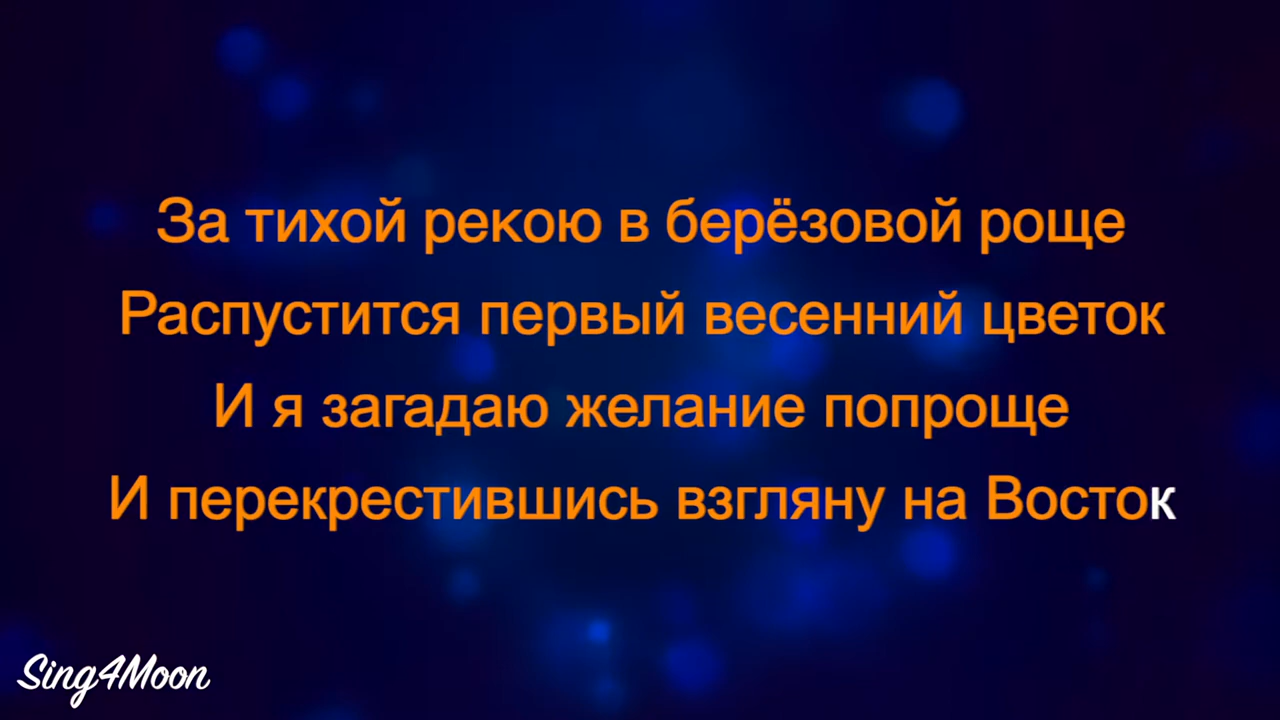 За тихой рекою в берёзовой роще
Распустится первый весенний цветок
И я загадаю желание попроще
И перекрестившись взгляну на Восток
Sing4Moon